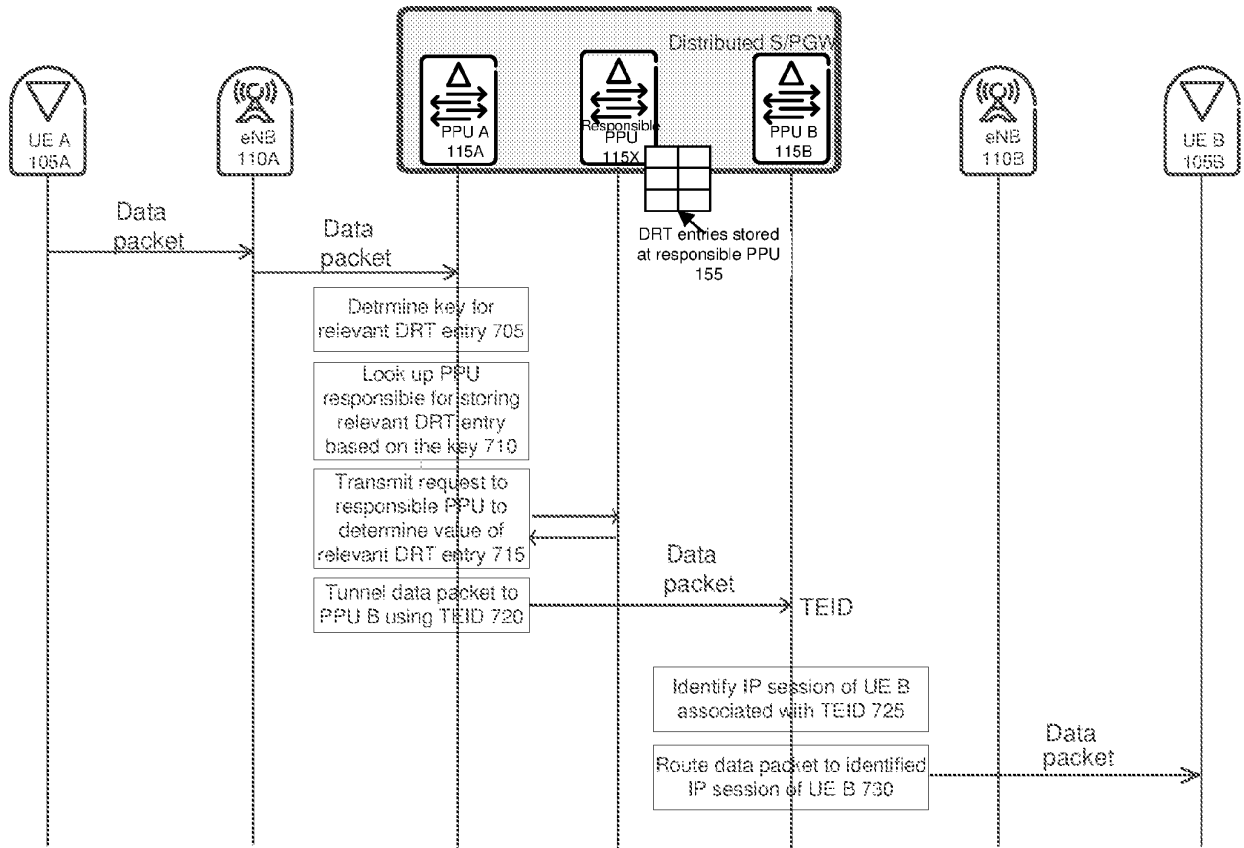 Distributed S/PGW
UE A
105A
eNB
110A
PPU A
115A
Responsible
PPU
115X
PPU B
115B
eNB
110B
UE B
105B
DRT entries stored
at responsible PPU
155
Data
packet
Data
packet
Detrmine key for
relevant DRT entry 705
Look up PPU
responsible for storing
relevant DRT entry
based on the key 710
Transmit request to
responsible PPU to
determine value of
relevant DRT entry 715
Tunnel data packet to
PPU B using TEID 720
Data
packet
TEID
Identify IP session of UE B
associated with TEID 725
Route data packet to identified
IP session of UE B 730
Data
packet